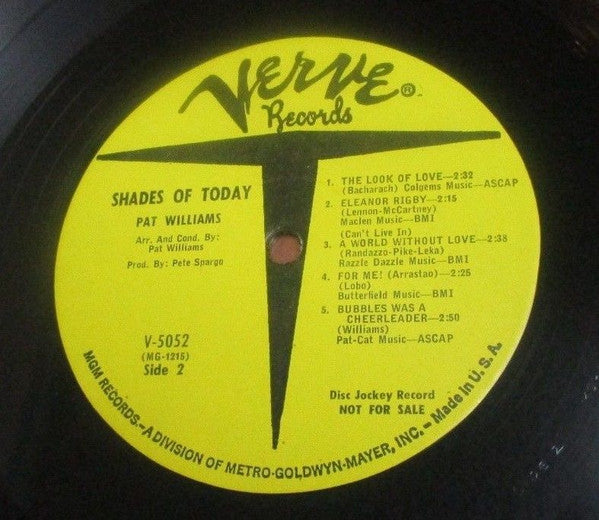 VERVE®
Records
SHADES OF TODAY
PAT WILLIAMS
Arr. And Cond. By:
Pat Williams
Prod. By: Pete Spargo
V-5052
(MG-1215)
Side 2
1. THE LOOK OF LOVE—2:32
(Bacharach) Colgems Music—ASCAP
2. ELEANOR RIGBY—2:15
(Lennon-McCartney)
Maclen Music—BMI
(Can't Live In)
3. A WORLD WITHOUT LOVE—2:38
(Randazzo-Pike-Leka)
Razzle Dazzle Music—BMI
4. FOR ME! (Arrastao)—2:25
(Lobo)
Butterfield Music—BMI
5. BUBBLES WAS A
CHEERLEADER—2:50
(Williams)
Pat-Cat Music—ASCAP
Disc Jockey Record
NOT FOR SALE
MGM RECORDS.—A DIVISION OF METRO-GOLDWYN-MAYER, INC.—Made in U. S. A.